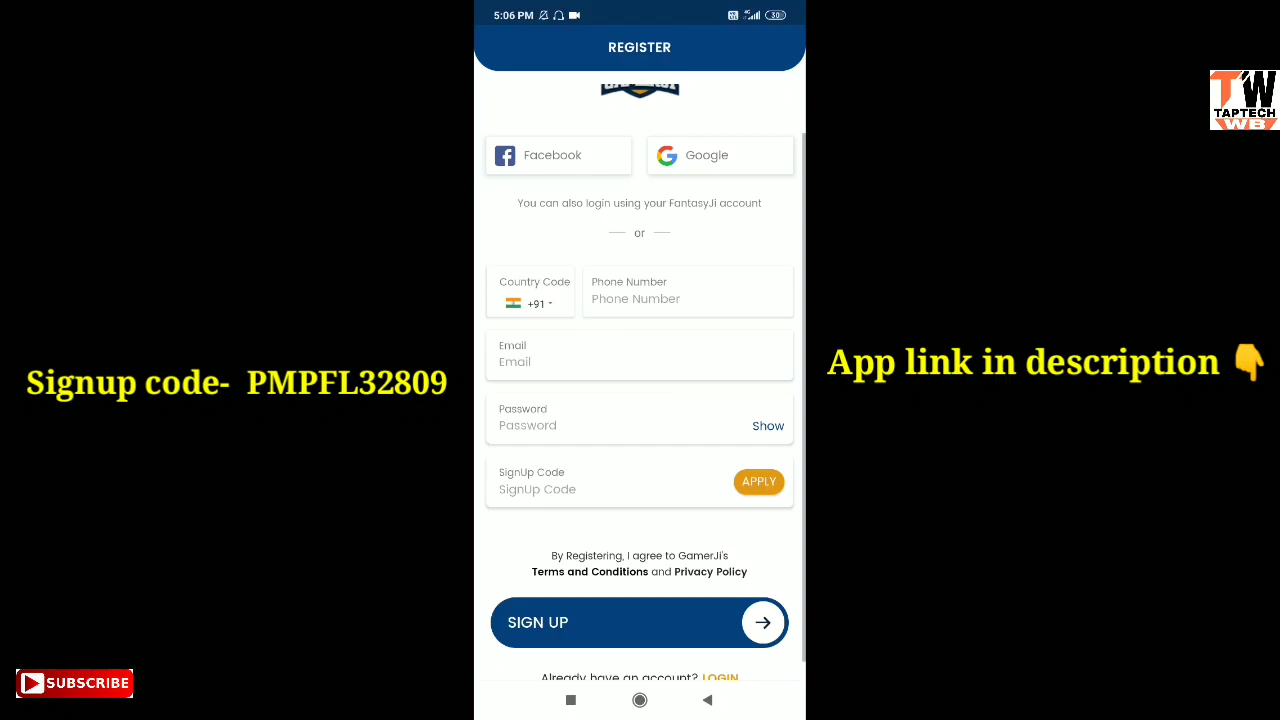 5:06 PM
30
REGISTER
Facebook
Google
You can also login using your FantasyJi account
or
Country Code
+91
Phone Number
Phone Number
Email
Email
Password
Password
Show
SignUp Code
SignUp Code
APPLY
By Registering, I agree to GamerJi's
Terms and Conditions and Privacy Policy
SIGN UP
Already have an account? LOGIN
Signup code- PMPFL32809
App link in description 👇
TW
TAPTECH
WB
SUBSCRIBE